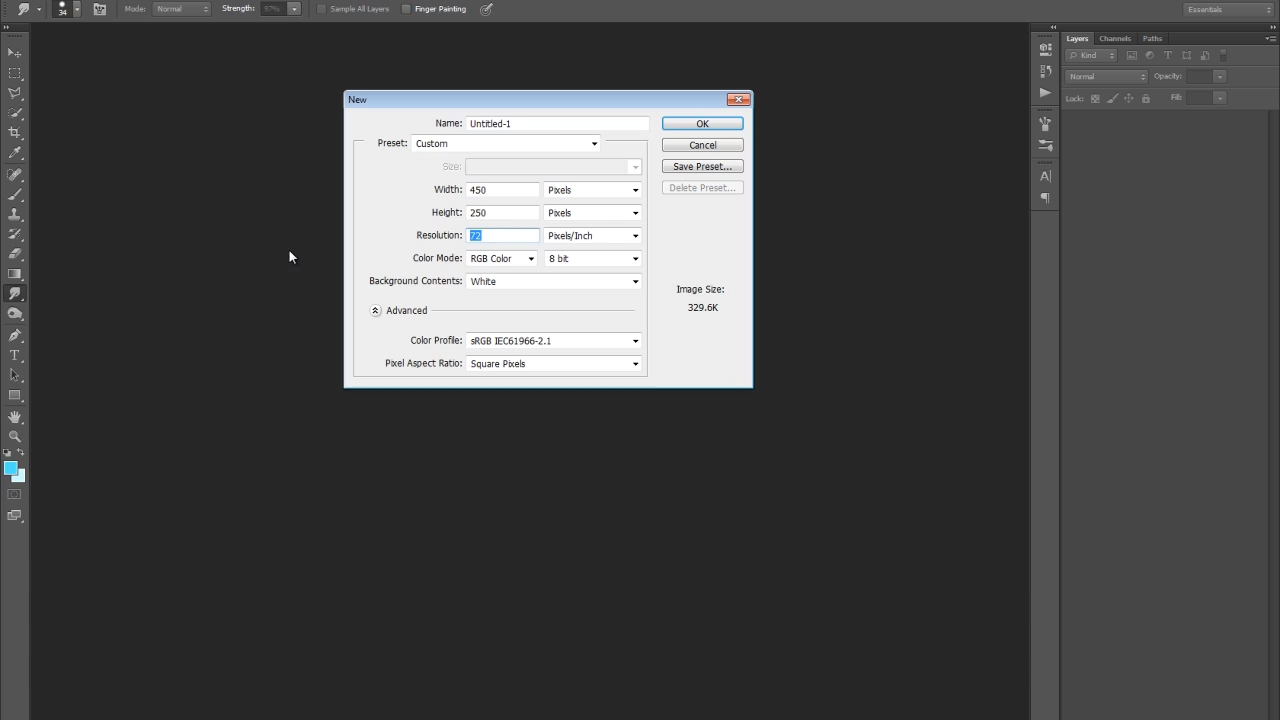 34
Mode: Normal Strength: 97% Sample All Layers Finger Painting Essentials
New
Name: Untitled-1
Preset: Custom
Size:
Width: 450 Pixels
Height: 250 Pixels
Resolution: 72 Pixels/Inch
Color Mode: RGB Color 8 bit
Background Contents: White
Advanced
Color Profile: sRGB IEC61966-2.1
Pixel Aspect Ratio: Square Pixels
OK
Cancel
Save Preset...
Delete Preset...
Image Size:
329.6K
Layers Channels Paths
Kind
Normal Opacity:
Lock: Fill: